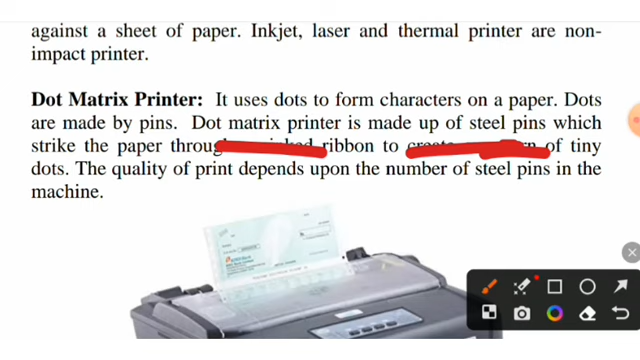 against a sheet of paper. Inkjet, laser and thermal printer are non-
impact printer.
Dot Matrix Printer: It uses dots to form characters on a paper. Dots
are made by pins. Dot matrix printer is made up of steel pins which
strike the paper ribbon to of tiny
dots. The quality of print depends upon the number of steel pins in the
machine.